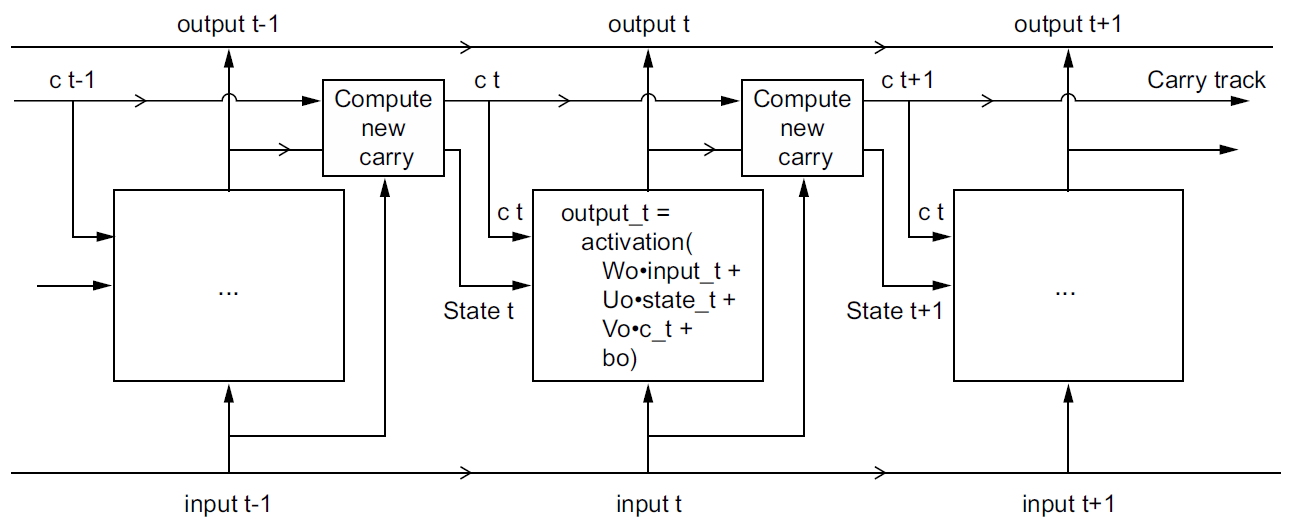 output t-1
output t
output t+1
c t-1
c t
c t+1
Carry track
Compute
new
carry
Compute
new
carry
c t
output_t =
activation(
Wo•input_t +
Uo•state_t +
Vo•c_t +
bo)
c t
...
...
State t
State t+1
input t-1
input t
input t+1